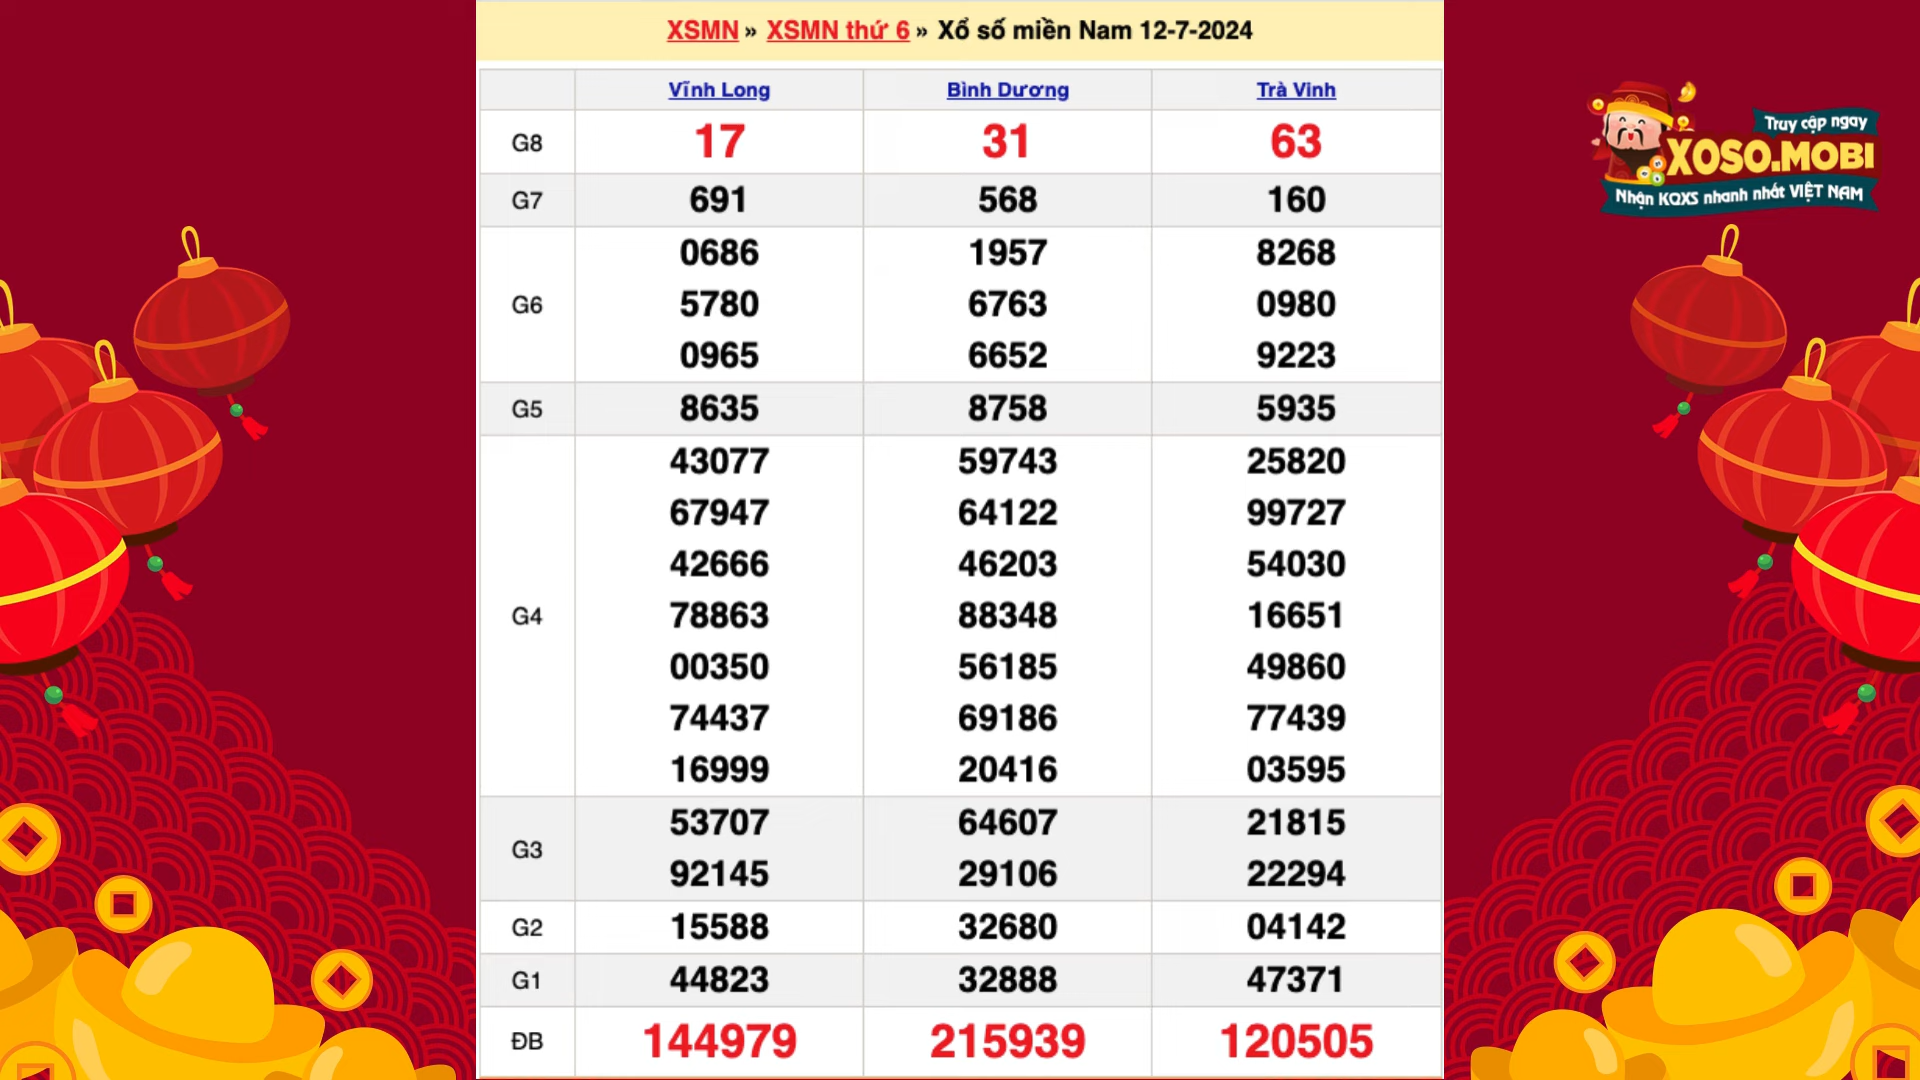 XSMN » XSMN thứ 6 » Xổ số miền Nam 12-7-2024
Vĩnh Long Bình Dương Trà Vinh
G8 17 31 63
G7 691 568 160
0686 1957 8268
G6 5780 6763 0980
0965 6652 9223
G5 8635 8758 5935
43077 59743 25820
67947 64122 99727
42666 46203 54030
G4 78863 88348 16651
00350 56185 49860
74437 69186 77439
16999 20416 03595
G3 53707 64607 21815
92145 29106 22294
G2 15588 32680 04142
G1 44823 32888 47371
ĐB 144979 215939 120505
Truy cập ngay
XOSO.MOBI
Nhận KQXS nhanh nhất VIỆT NAM